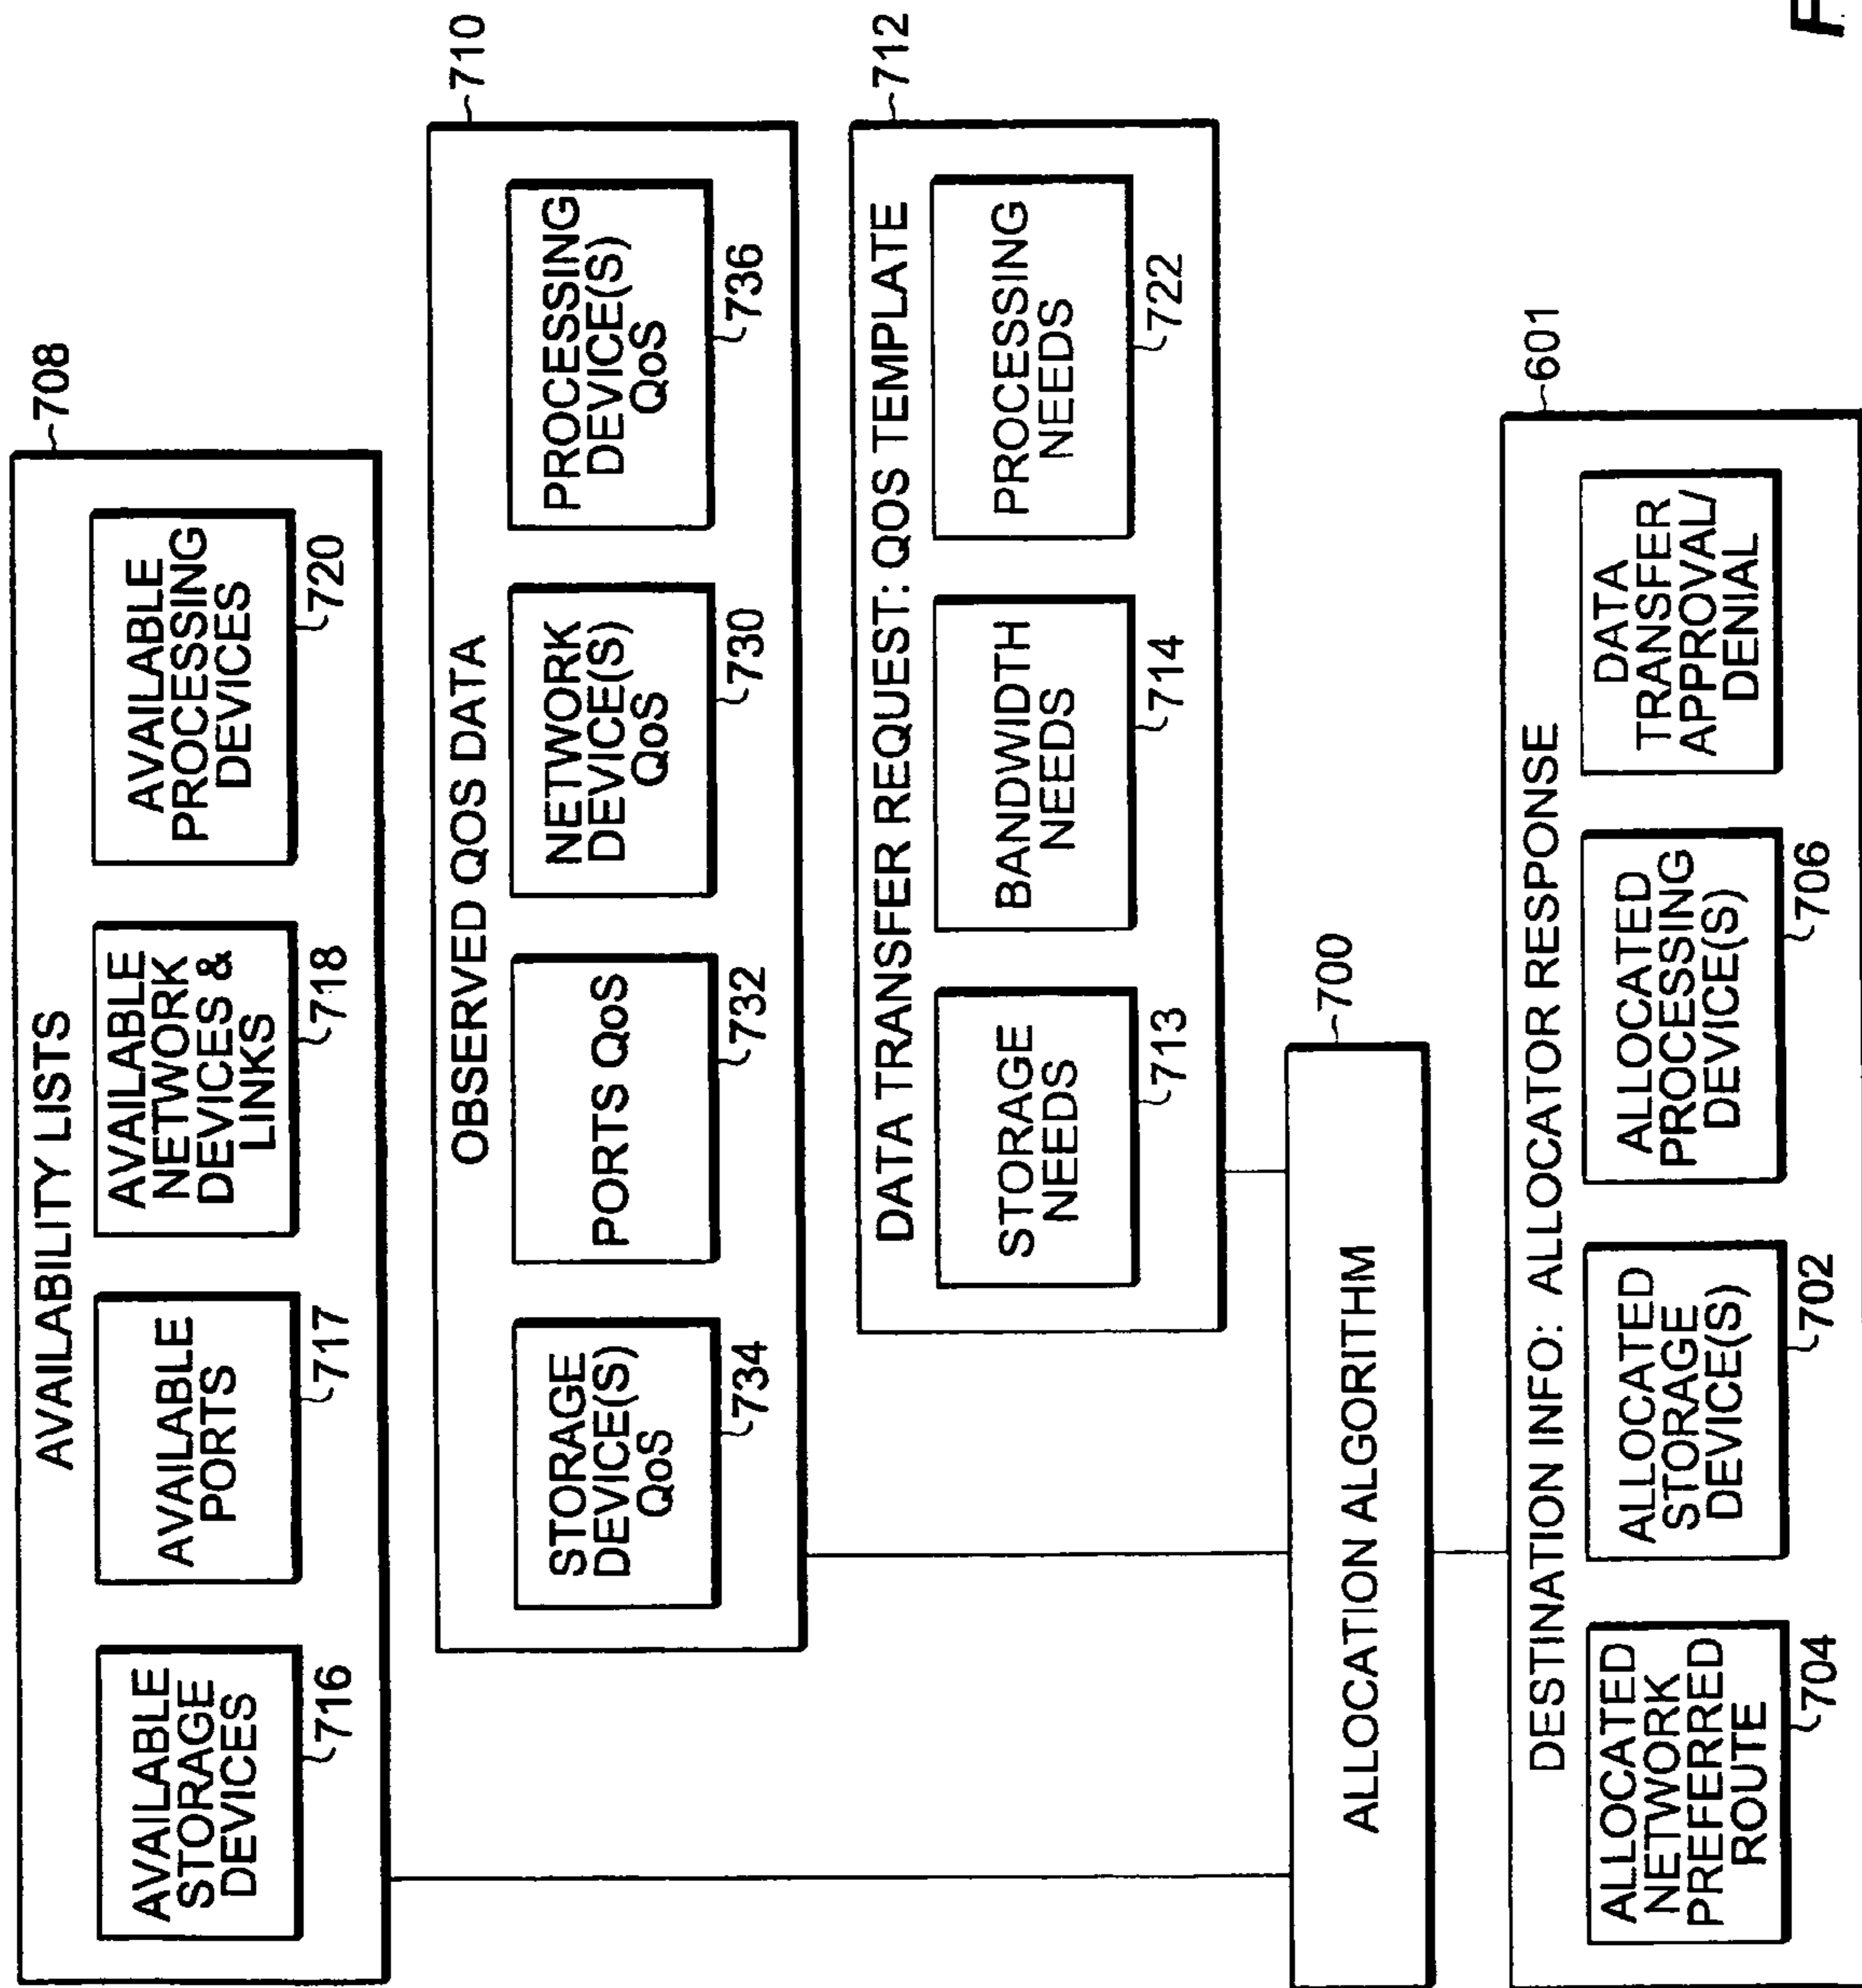 AVAILABILITY LISTS
708
AVAILABLE
STORAGE
DEVICES
716
AVAILABLE
PORTS
717
AVAILABLE
NETWORK
DEVICES &
LINKS
718
AVAILABLE
PROCESSING
DEVICES
720
OBSERVED QOS DATA
710
STORAGE
DEVICE(S)
QoS
734
PORTS QoS
732
NETWORK
DEVICE(S)
QoS
730
PROCESSING
DEVICE(S)
QoS
736
DATA TRANSFER REQUEST: QOS TEMPLATE
712
STORAGE
NEEDS
713
BANDWIDTH
NEEDS
714
PROCESSING
NEEDS
722
ALLOCATION ALGORITHM
700
DESTINATION INFO: ALLOCATOR RESPONSE
601
ALLOCATED
NETWORK
PREFERRED
ROUTE
704
ALLOCATED
STORAGE
DEVICE(S)
702
ALLOCATED
PROCESSING
DEVICE(S)
706
DATA
TRANSFER
APPROVAL/
DENIAL